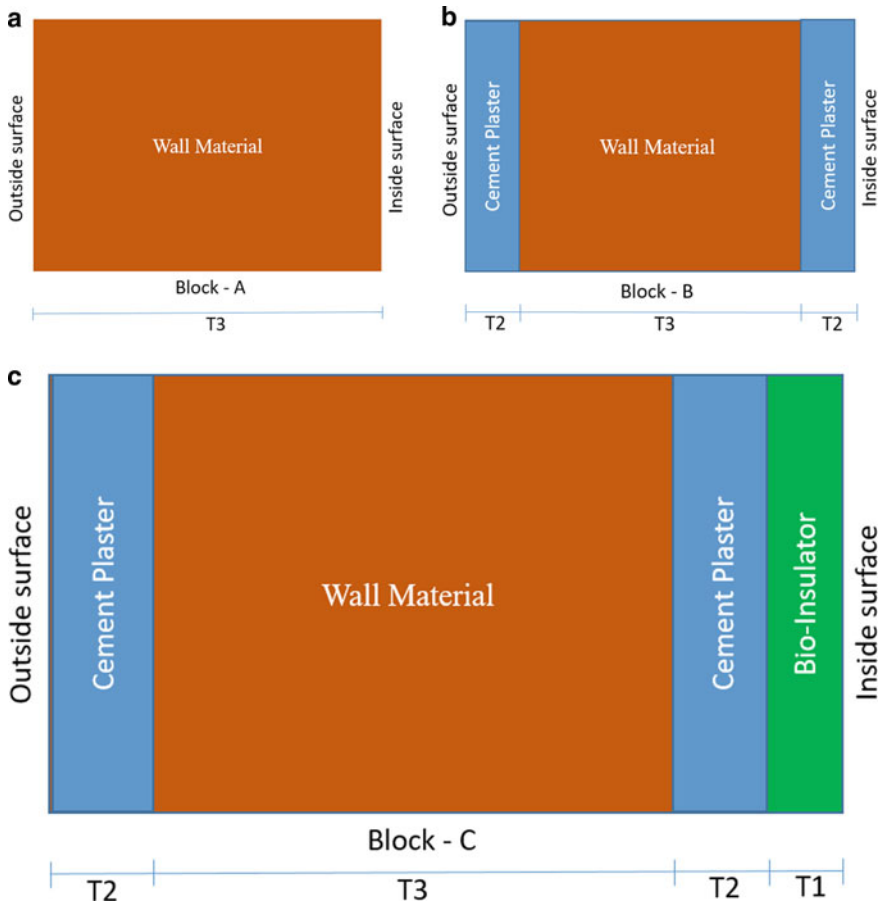 a
Outside surface
Wall Material
Inside surface
Block - A
T3
b
Outside surface
Cement Plaster
Wall Material
Cement Plaster
Inside surface
Block - B
T2
T3
T2
c
Outside surface
Cement Plaster
Wall Material
Cement Plaster
Bio-Insulator
Inside surface
Block - C
T2
T3
T2
T1